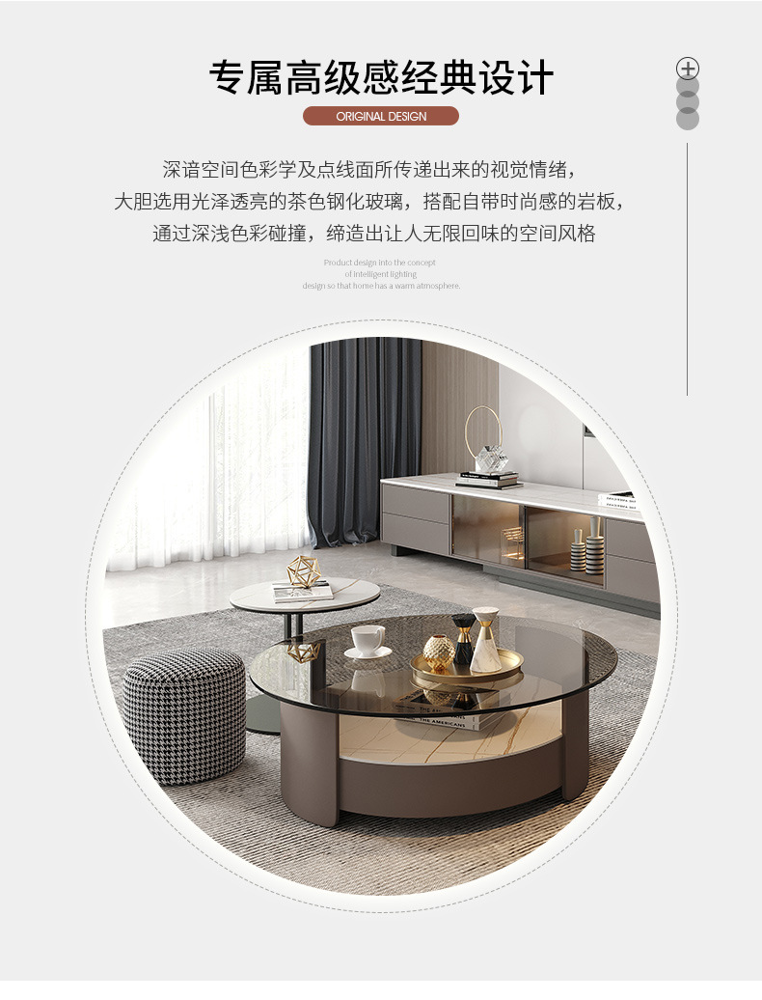 专属高级感经典设计
ORIGINAL DESIGN
深谙空间色彩学及点线面所传递出来的视觉情绪，
大胆选用光泽透亮的茶色钢化玻璃，搭配自带时尚感的岩板，
通过深浅色彩碰撞，缔造出让人无限回味的空间风格
Product design into the concept
of intelligent lighting
design so that home has a warm atmosphere.
THE AMERICANS